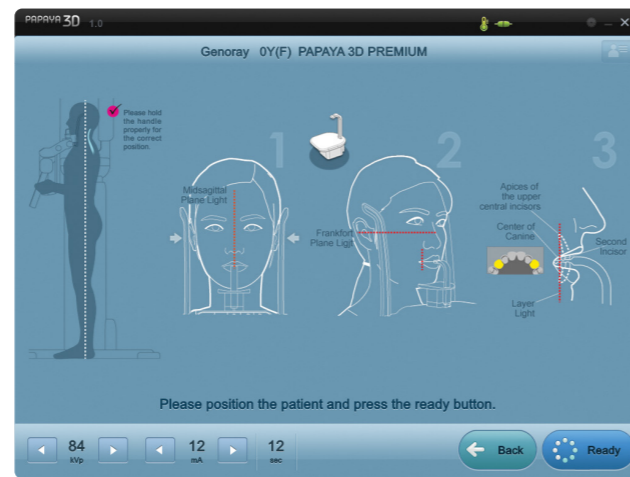 PAPAYA 3D 1.0
Genoray 0Y(F) PAPAYA 3D PREMIUM
Please hold
the handle
properly for
the correct
position.
1
Midsagittal
Plane Light
2
Frankfort
Plane Light
3
Apices of
the upper
central incisors
Center of
Canine
Second
Incisor
Layer
Light
Please position the patient and press the ready button.
84
kVp
12
mA
12
sec
Back
Ready